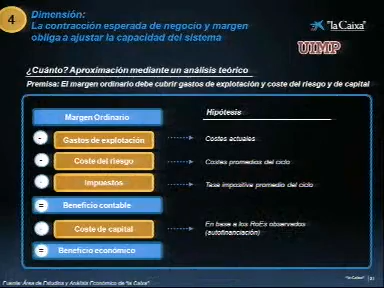 4
Dimensión:
La contracción esperada de negocio y margen
obliga a ajustar la capacidad del sistema
"la Caixa"
UIMP
¿Cuánto? Aproximación mediante un análisis teórico
Premisa: El margen ordinario debe cubrir gastos de explotación y coste del riesgo y de capital
Margen Ordinario
Hipótesis
- Gastos de explotación
Costes actuales
- Coste del riesgo
Costes promedios del ciclo
- Impuestos
Tasa impositiva promedio del ciclo
= Beneficio contable
- Coste de capital
En base a los RoEs observados
(autofinanciación)
= Beneficio económico
Fuente: Área de Estudios y Análisis Económico de "la Caixa"
"la Caixa"